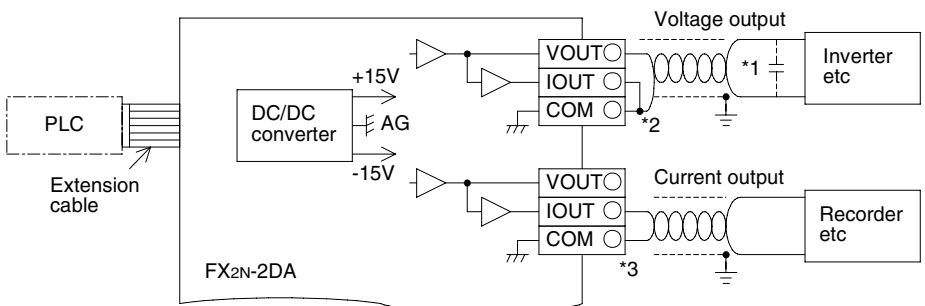 Voltage output
VOUT
IOUT
COM
*1
*2
Inverter
etc
PLC
Extension
cable
DC/DC
converter
+15V
AG
-15V
VOUT
IOUT
COM
*3
Current output
Recorder
etc
FX2N-2DA